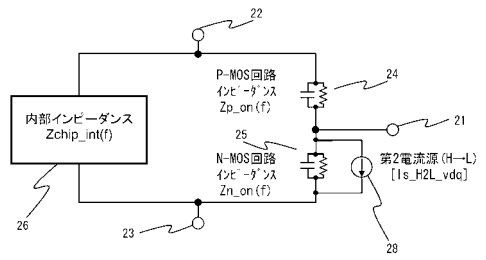 22
P-MOS回路
インピーダンス
Zp_on(f)
24
内部インピーダンス
Zchip_int(f)
21
25
N-MOS回路
インピーダンス
Zn_on(f)
第2電流源(H→L)
[Is_H2L_vdq]
26
23
28